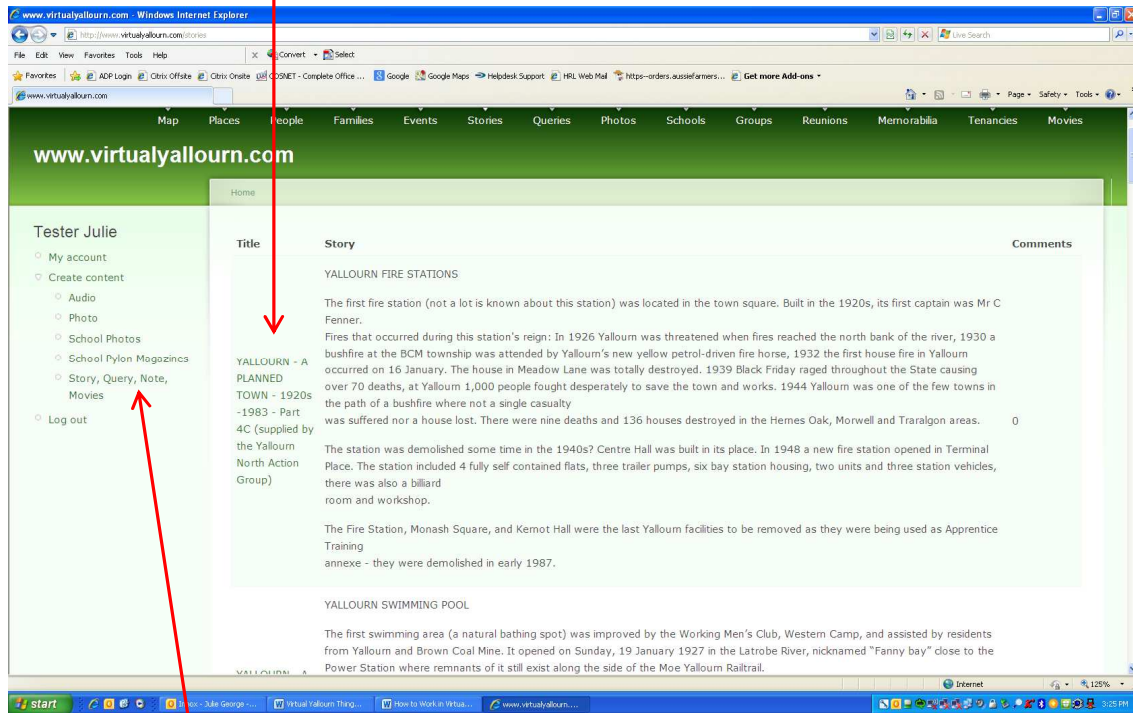 www.virtualyallourn.com - Windows Internet Explorer
http://www.virtualyallourn.com/stories
Live Search
File Edit View Favorites Tools Help
Convert Select
Favorites ADP Login Citrix Offsite Citrix Onsite COSNET - Complete Office ... Google Google Maps Helpdesk Support HRL Web Mail https--orders.aussiefarmers... Get more Add-ons
www.virtualyallourn.com
Page Safety Tools
Map Places People Families Events Stories Queries Photos Schools Groups Reunions Memorabilia Tenancies Movies
www.virtualyallourn.com
Home
Tester Julie
My account
Create content
Audio
Photo
School Photos
School Pylon Magazines
Story, Query, Note,
Movies
Log out
Title Story Comments
YALLOURN - A
PLANNED
TOWN - 1920s
-1983 - Part
4C (supplied by
the Yallourn
North Action
Group)
YALLOURN FIRE STATIONS
The first fire station (not a lot is known about this station) was located in the town square. Built in the 1920s, its first captain was Mr C
Fenner.
Fires that occurred during this station's reign: In 1926 Yallourn was threatened when fires reached the north bank of the river, 1930 a
bushfire at the BCM township was attended by Yallourn's new yellow petrol-driven fire horse, 1932 the first house fire in Yallourn
occurred on 16 January. The house in Meadow Lane was totally destroyed. 1939 Black Friday raged throughout the State causing
over 70 deaths, at Yallourn 1,000 people fought desperately to save the town and works. 1944 Yallourn was one of the few towns in
the path of a bushfire where not a single casualty
was suffered nor a house lost. There were nine deaths and 136 houses destroyed in the Hernes Oak, Morwell and Traralgon areas.
0
The station was demolished some time in the 1940s? Centre Hall was built in its place. In 1948 a new fire station opened in Terminal
Place. The station included 4 fully self contained flats, three trailer pumps, six bay station housing, two units and three station vehicles,
there was also a billiard
room and workshop.
The Fire Station, Monash Square, and Kernot Hall were the last Yallourn facilities to be removed as they were being used as Apprentice
Training
annexe - they were demolished in early 1987.
YALLOURN SWIMMING POOL
The first swimming area (a natural bathing spot) was improved by the Working Men's Club, Western Camp, and assisted by residents
from Yallourn and Brown Coal Mine. It opened on Sunday, 19 January 1927 in the Latrobe River, nicknamed "Fanny bay" close to the
Power Station where remnants of it still exist along the side of the Moe Yallourn Railtrail.
YALLOURN - A
Internet 125%
start Inbox - Julie George -... Virtual Yallourn Thing... How to Work in Virtua... www.virtualyallourn.... 3:25 PM